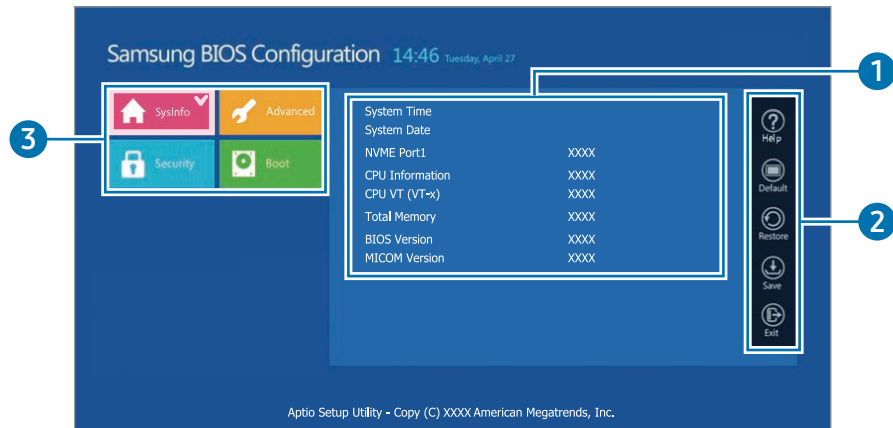 Samsung BIOS Configuration 14:46 Tuesday, April 27
1
SysInfo
Advanced
Security
Boot
3
System Time
System Date
NVME Port1 XXXX
CPU Information XXXX
CPU VT (VT-x) XXXX
Total Memory XXXX
BIOS Version XXXX
MICOM Version XXXX
Help
Default
Restore
Save
Exit
2
Aptio Setup Utility - Copy (C) XXXX American Megatrends, Inc.